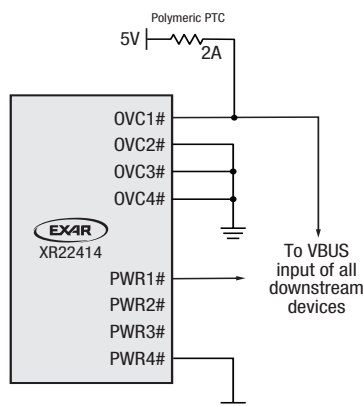 Polymeric PTC
5V
2A
OVC1#
OVC2#
OVC3#
OVC4#
EXAR
XR22414
To VBUS
input of all
downstream
devices
PWR1#
PWR2#
PWR3#
PWR4#